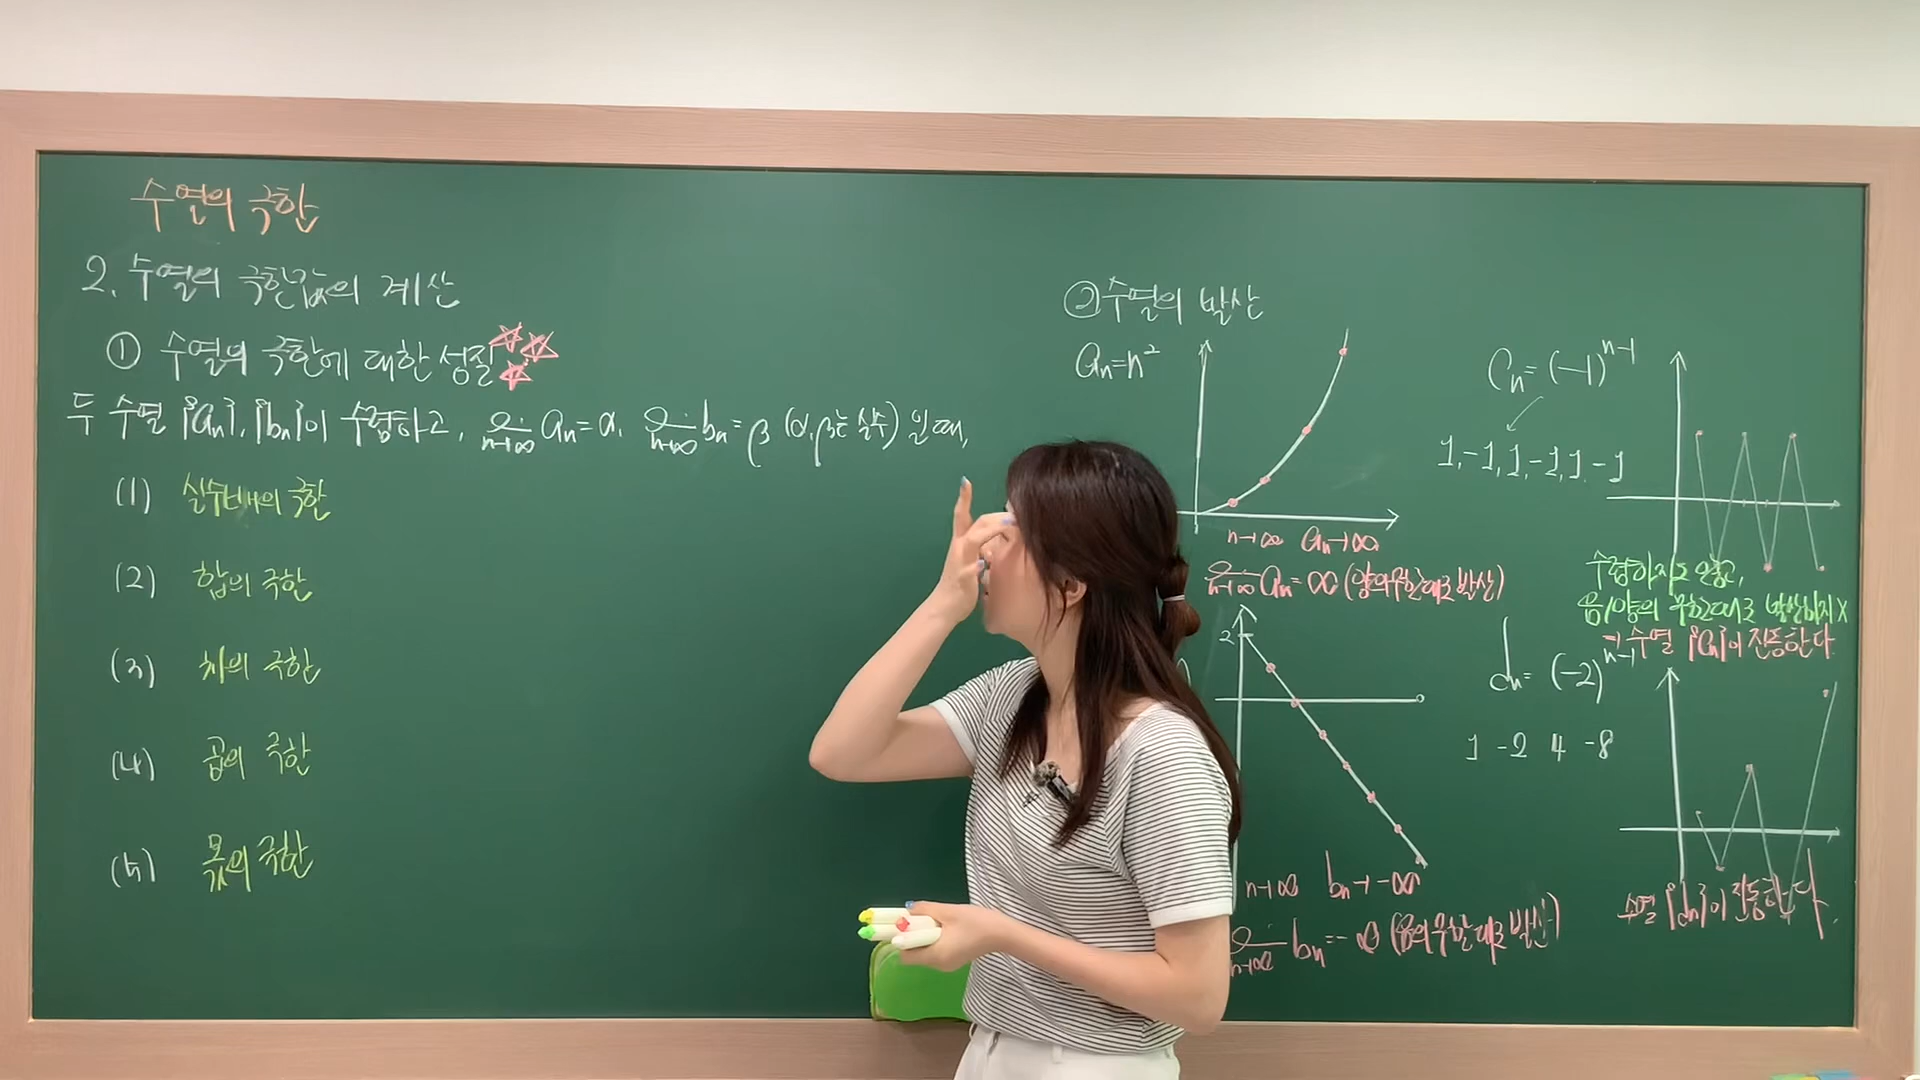 수열의 극한
2. 수열의 극한값의 계산
① 수열의 극한에 대한 성질
두 수열 {aₙ}, {bₙ}이 수렴하고, lim n→∞ aₙ=α, lim n→∞ bₙ=β (α,β는 실수) 일 때,
(1) 실수배의 극한
(2) 합의 극한
(3) 차의 극한
(4) 곱의 극한
(5) 몫의 극한
② 수열의 발산
aₙ=n²
n→∞ aₙ→∞
lim n→∞ aₙ=∞ (양의 무한대로 발산)
2
n→∞ bₙ→-∞
lim n→∞ bₙ=-∞ (음의 무한대로 발산)
Cₙ=(-1)ⁿ⁻¹
1,-1,1-1,1-1
수렴하지도 않고,
음/양의 무한대로 발산하지 X
→수열 {Cₙ}이 진동한다
dₙ=(-2)ⁿ⁻¹
1 -2 4 -8
수열 {dₙ}이 진동한다.